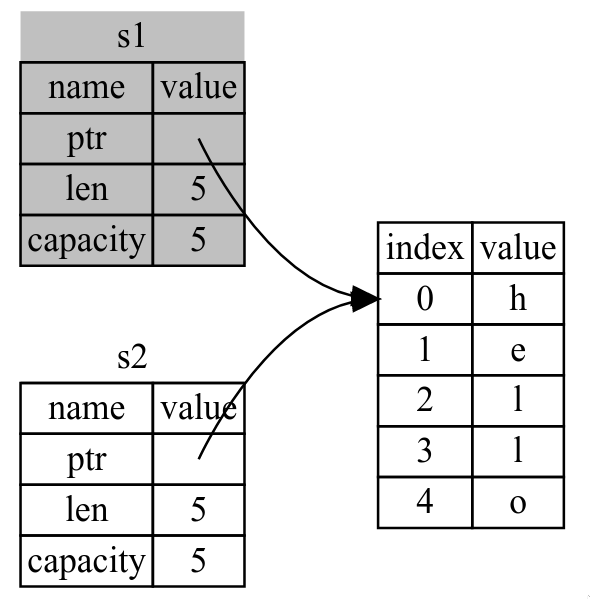 s1
name value
ptr
len 5
capacity 5
s2
name value
ptr
len 5
capacity 5
index value
0 h
1 e
2 l
3 l
4 o